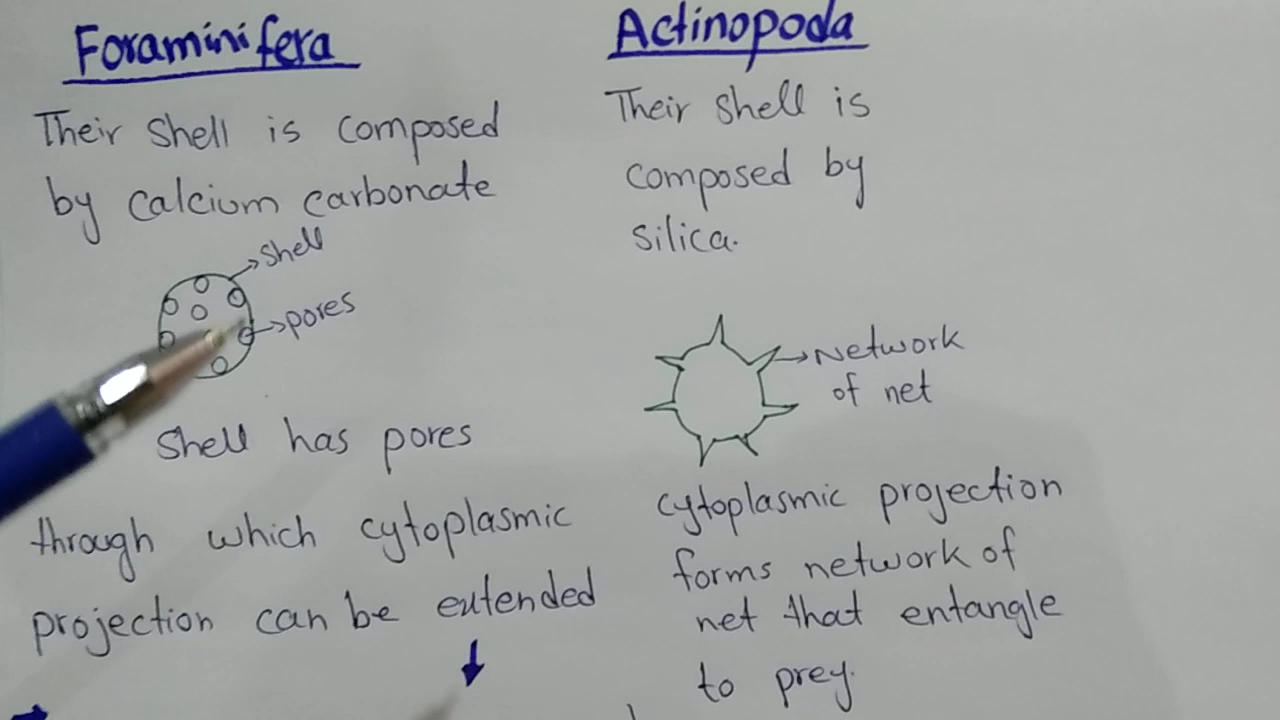 Foraminifera
Their shell is composed
by calcium carbonate
shell
pores
shell has pores
through which cytoplasmic
projection can be eutended
Actinopoda
Their shell is
composed by
silica.
Network
of net
cytoplasmic projection
forms network of
net that entangle
to prey.